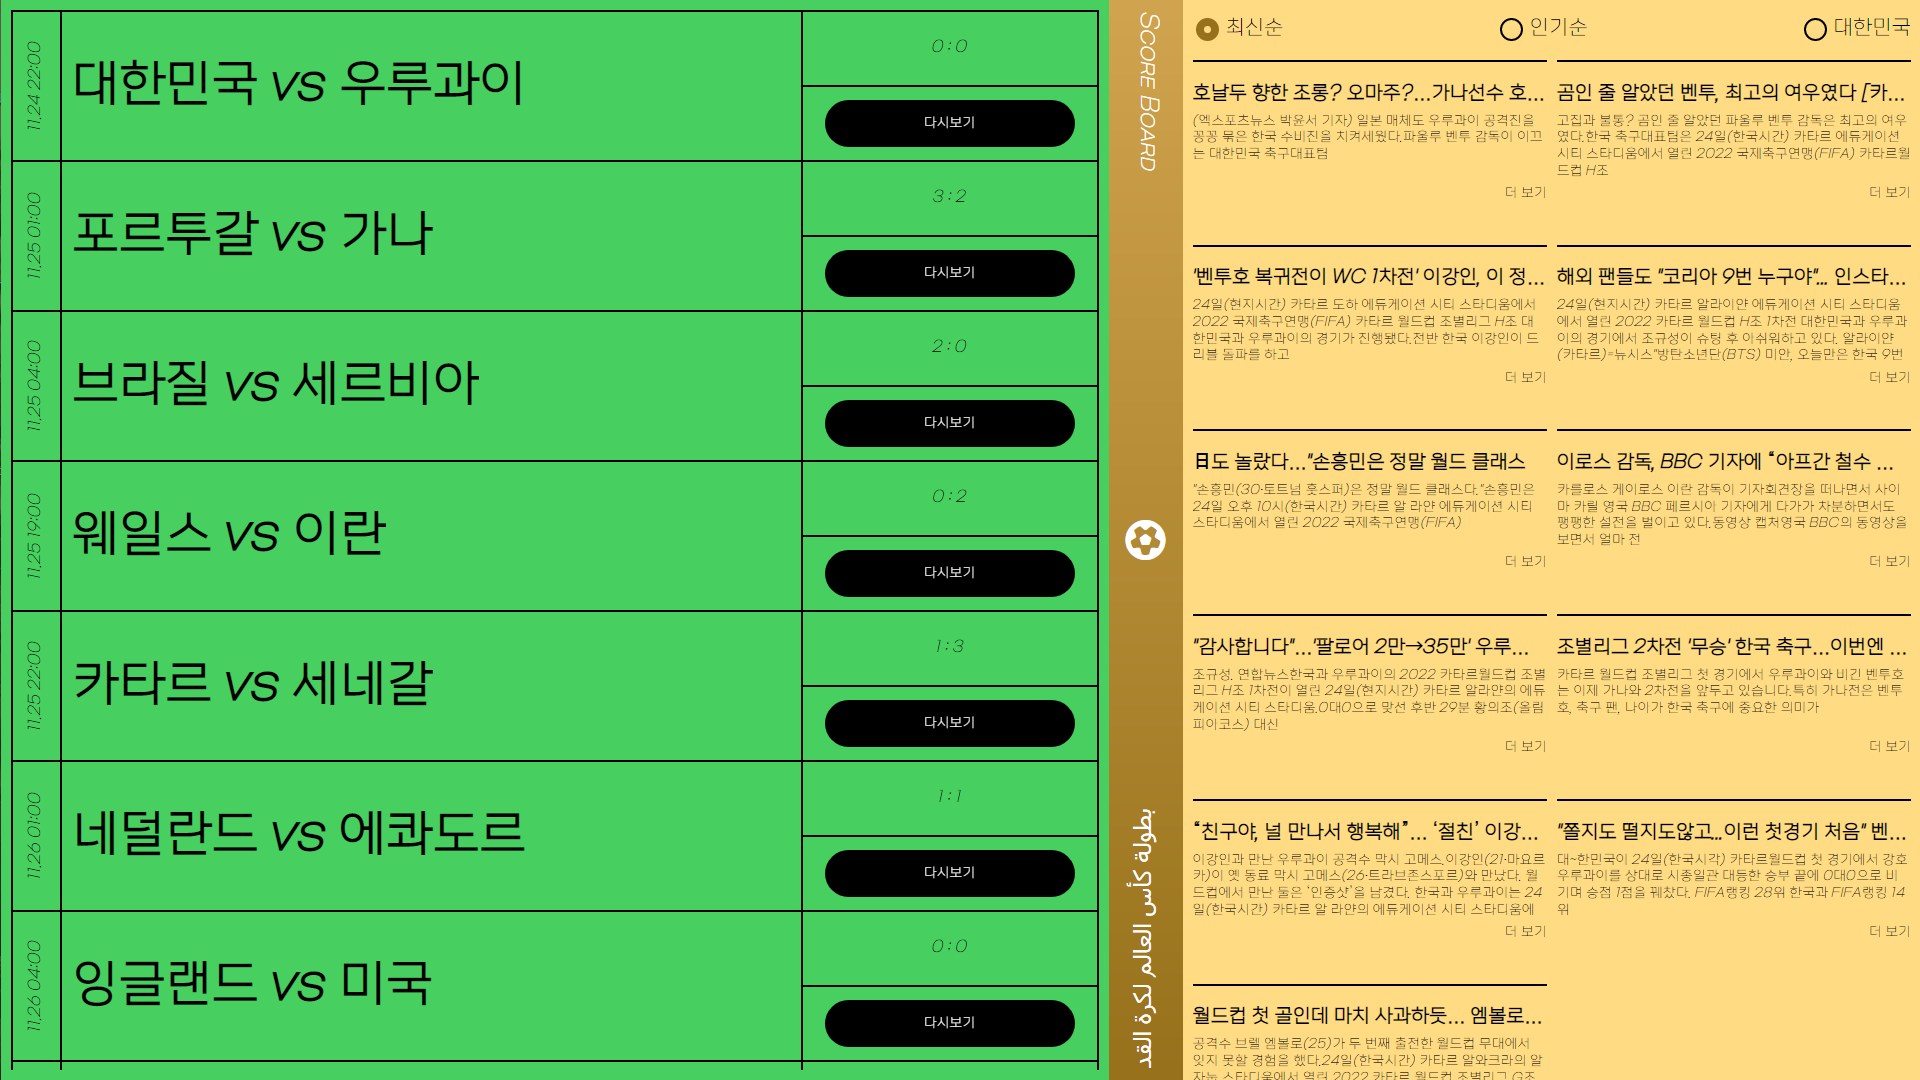 11.24 22:00
대한민국 VS 우루과이
0 : 0
다시보기
11.25 01:00
포르투갈 VS 가나
3 : 2
다시보기
11.25 04:00
브라질 VS 세르비아
2 : 0
다시보기
11.25 19:00
웨일스 VS 이란
0 : 2
다시보기
11.25 22:00
카타르 VS 세네갈
1 : 3
다시보기
11.26 01:00
네덜란드 VS 에콰도르
1 : 1
다시보기
11.26 04:00
잉글랜드 VS 미국
0 : 0
다시보기
SCORE BOARD
بطولة كأس العالم لكرة القد
최신순
인기순
대한민국
호날두 향한 조롱? 오마주?...가나선수 호...
(엑스포츠뉴스 박윤서 기자) 일본 매체도 우루과이 공격진을
꽁꽁 묶은 한국 수비진을 치켜세웠다.파울루 벤투 감독이 이끄
는 대한민국 축구대표팀
더 보기
곰인 줄 알았던 벤투, 최고의 여우였다 [카...
고집과 불통? 곰인 줄 알았던 파울루 벤투 감독은 최고의 여우
였다.한국 축구대표팀은 24일(한국시간) 카타르 에듀케이션
시티 스타디움에서 열린 2022 국제축구연맹(FIFA) 카타르월
드컵 H조
더 보기
'벤투호 복귀전이 WC 1차전' 이강인, 이 정...
24일(현지시간) 카타르 도하 에듀케이션 시티 스타디움에서
2022 국제축구연맹(FIFA) 카타르 월드컵 조별리그 H조 대
한민국과 우루과이의 경기가 진행됐다.전반 한국 이강인이 드
리블 돌파를 하고
더 보기
해외 팬들도 "코리아 9번 누구야"... 인스타...
24일(현지시간) 카타르 알라이얀 에듀케이션 시티 스타디움
에서 열린 2022 카타르 월드컵 H조 1차전 대한민국과 우루과
이의 경기에서 조규성이 슈팅 후 아쉬워하고 있다. 알라이얀
(카타르)=뉴시스"방탄소년단(BTS) 미안, 오늘만은 한국 9번
더 보기
日도 놀랐다..."손흥민은 정말 월드 클래스
"손흥민(30·토트넘 홋스퍼)은 정말 월드 클래스다."손흥민은
24일 오후 10시(한국시간) 카타르 알 라얀 에듀케이션 시티
스타디움에서 열린 2022 국제축구연맹(FIFA)
더 보기
이로스 감독, BBC 기자에 “아프간 철수 ...
카를로스 케이로스 이란 감독이 기자회견장을 떠나면서 사이
마 카릴 영국 BBC 페르시아 기자에게 다가가 차분하면서도
팽팽한 설전을 벌이고 있다.동영상 캡처영국 BBC의 동영상을
보면서 얼마 전
더 보기
"감사합니다"...'팔로어 2만→35만' 우루...
조규성. 연합뉴스한국과 우루과이의 2022 카타르월드컵 조별
리그 H조 1차전이 열린 24일(현지시간) 카타르 알라얀의 에듀
케이션 시티 스타디움.0대0으로 맞선 후반 29분 황의조(올림
피아코스) 대신
더 보기
조별리그 2차전 '무승' 한국 축구...이번엔 ...
카타르 월드컵 조별리그 첫 경기에서 우루과이와 비긴 벤투호
는 이제 가나와 2차전을 앞두고 있습니다.특히 가나전은 벤투
호, 축구 팬, 나아가 한국 축구에 중요한 의미가
더 보기
“친구야, 널 만나서 행복해”... ‘절친’ 이강...
이강인과 만난 우루과이 공격수 막시 고메스.이강인(21·마요르
카)이 옛 동료 막시 고메스(26·트라브존스포르)와 만났다. 월
드컵에서 만난 둘은 ‘인증샷’을 남겼다. 한국과 우루과이는 24
일(한국시간) 카타르 알 라얀의 에듀케이션 시티 스타디움에
더 보기
"쫄지도 떨지도않고...이런 첫경기 처음" 벤...
대~한민국이 24일(한국시각) 카타르월드컵 첫 경기에서 강호
우루과이를 상대로 시종일관 대등한 승부 끝에 0대0으로 비
기며 승점 1점을 꿰찼다. FIFA랭킹 28위 한국과 FIFA랭킹 14
위
더 보기
월드컵 첫 골인데 마치 사과하듯... 엠볼로...
공격수 브렐 엠볼로(25)가 두 번째 출전한 월드컵 무대에서
잊지 못할 경험을 했다.24일(한국시간) 카타르 알와크라의 알
자눕 스타디움에서 열린 2022 카타르 월드컵 조별리그 G조